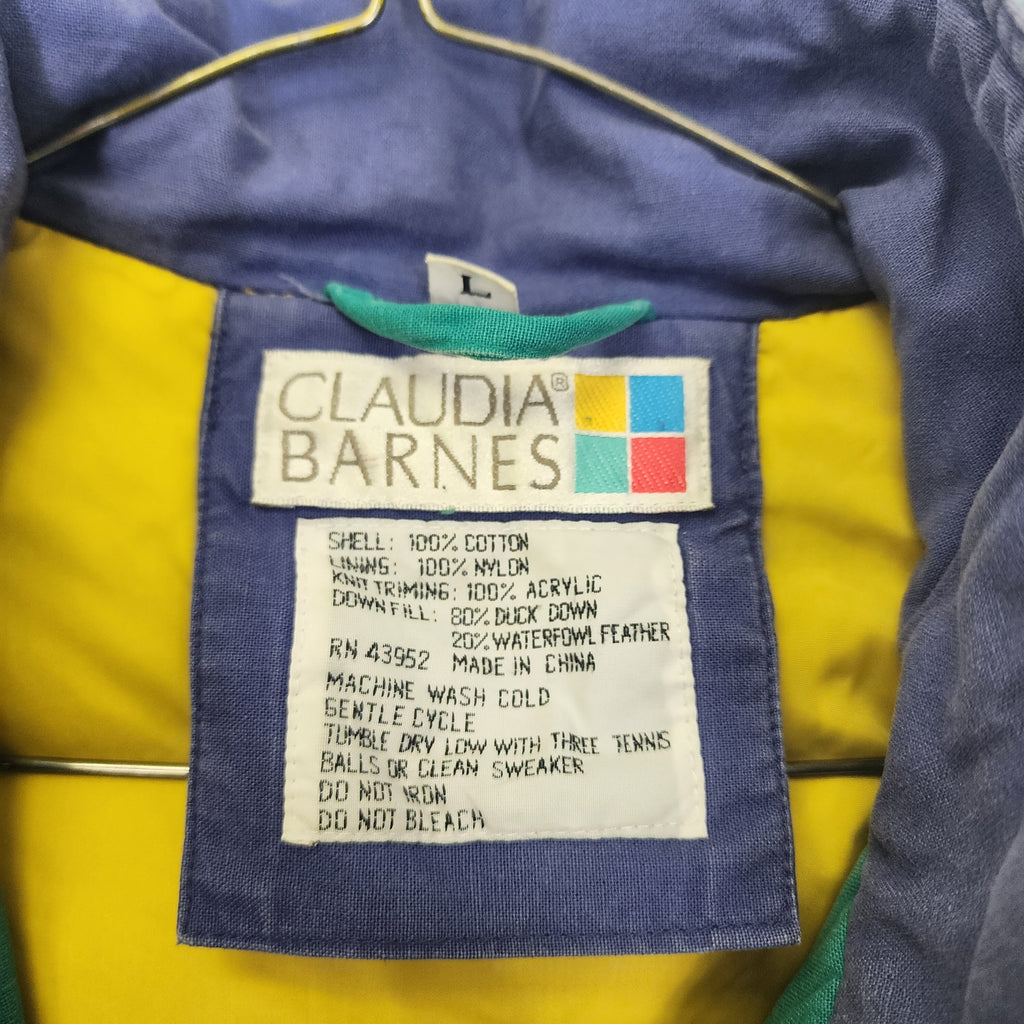 L
CLAUDIA®
BARNES
SHELL: 100% COTTON
LINING: 100% NYLON
KNIT TRIMING: 100% ACRYLIC
DOWN FILL: 80% DUCK DOWN
20% WATERFOWL FEATHER
RN 43952 MADE IN CHINA
MACHINE WASH COLD
GENTLE CYCLE
TUMBLE DRY LOW WITH THREE TENNIS
BALLS OR CLEAN SWEAKER
DO NOT IRON
DO NOT BLEACH